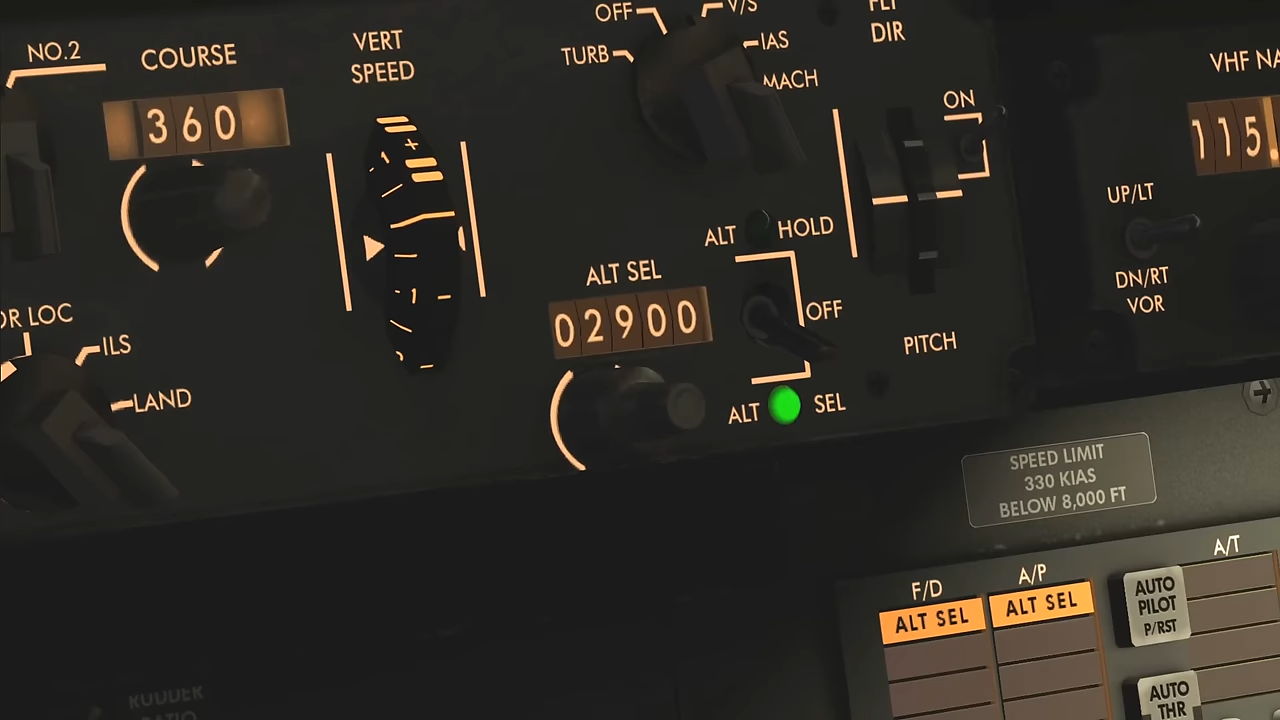 NO.2
COURSE
360
VERT
SPEED
OFF
V/S
TURB
IAS
MACH
FLT
DIR
ON
VHF NA
115.
UP/LT
DN/RT
VOR
ALT HOLD
ALT SEL
02900
OFF
PITCH
ALT SEL
OR LOC
ILS
LAND
SPEED LIMIT
330 KIAS
BELOW 8,000 FT
F/D
A/P
A/T
ALT SEL
ALT SEL
AUTO
PILOT
P/RST
AUTO
THR
RUDDER
RATIO